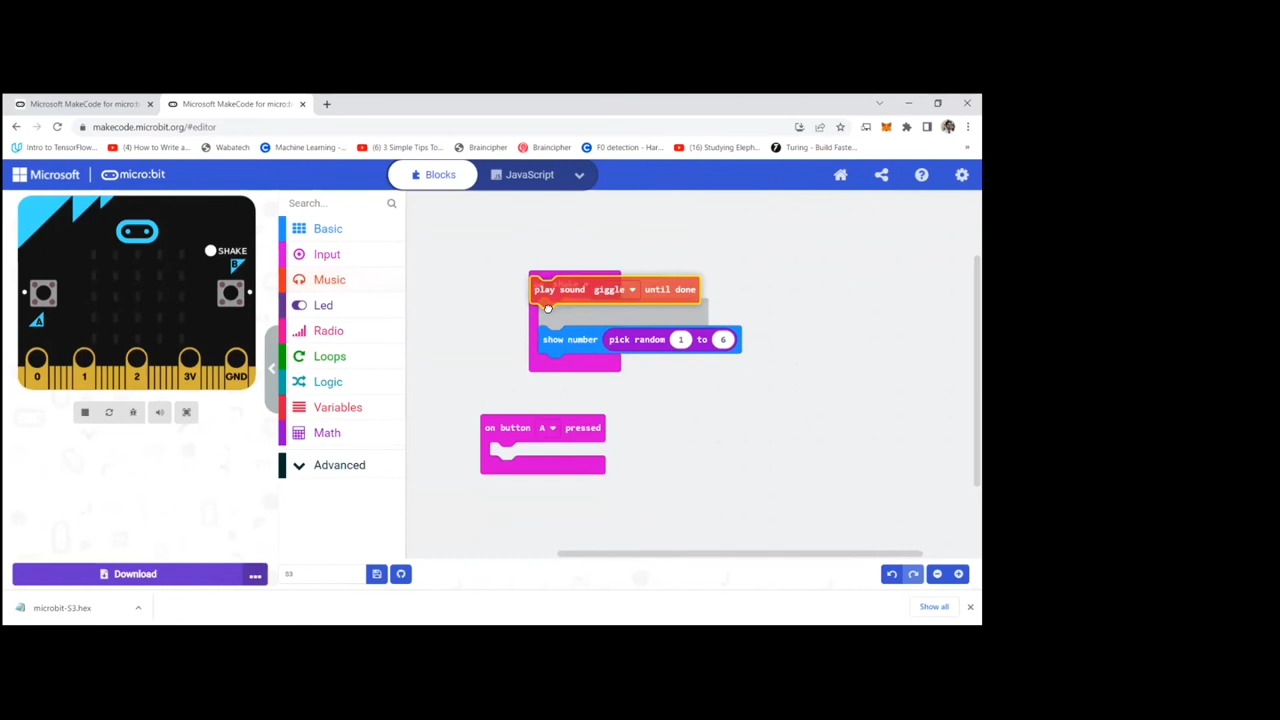 Microsoft MakeCode for micro:b
Microsoft MakeCode for micro:b
makecode.microbit.org/#editor
Intro to TensorFlow...
(4) How to Write a...
Wabatech
Machine Learning -...
(6) 3 Simple Tips To...
Braincipher
Braincipher
F0 detection - Har...
(16) Studying Eleph...
Turing - Build Faste...
»
Microsoft
micro:bit
Blocks
JavaScript
Search...
Basic
Input
Music
Led
Radio
Loops
Logic
Variables
Math
Advanced
SHAKE
B
A
0 1 2 3V GND
play sound giggle until done
show number pick random 1 to 6
on button A pressed
Download
...
S3
microbit-S3.hex
Show all